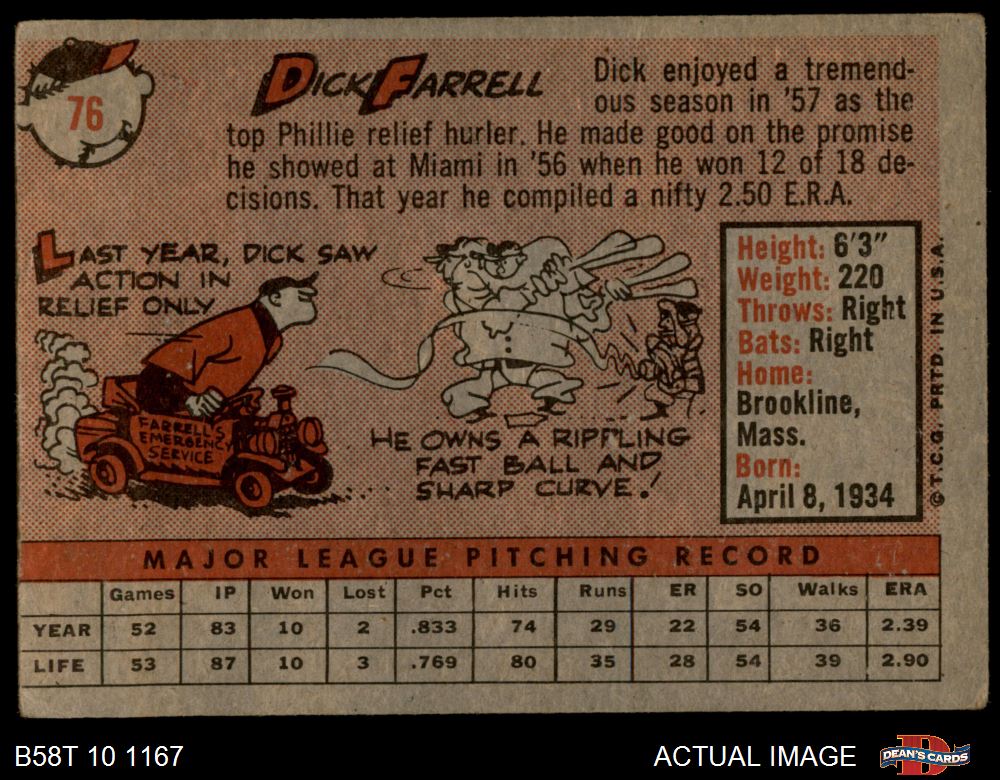 76
DICK FARRELL
Dick enjoyed a tremend-
ous season in '57 as the
top Phillie relief hurler. He made good on the promise
he showed at Miami in '56 when he won 12 of 18 de-
cisions. That year he compiled a nifty 2.50 E.R.A.
LAST YEAR, DICK SAW
ACTION IN
RELIEF ONLY
FARRELL'S
EMERGENCY
SERVICE
HE OWNS A RIPPLING
FAST BALL AND
SHARP CURVE!
Height: 6'3"
Weight: 220
Throws: Right
Bats: Right
Home:
Brookline,
Mass.
Born:
April 8, 1934
©T.C.G. PRTD. IN U.S.A.
MAJOR LEAGUE PITCHING RECORD
Games IP Won Lost Pct Hits Runs ER SO Walks ERA
YEAR 52 83 10 2 .833 74 29 22 54 36 2.39
LIFE 53 87 10 3 .769 80 35 28 54 39 2.90
B58T 10 1167
ACTUAL IMAGE
D
DEAN'S CARDS